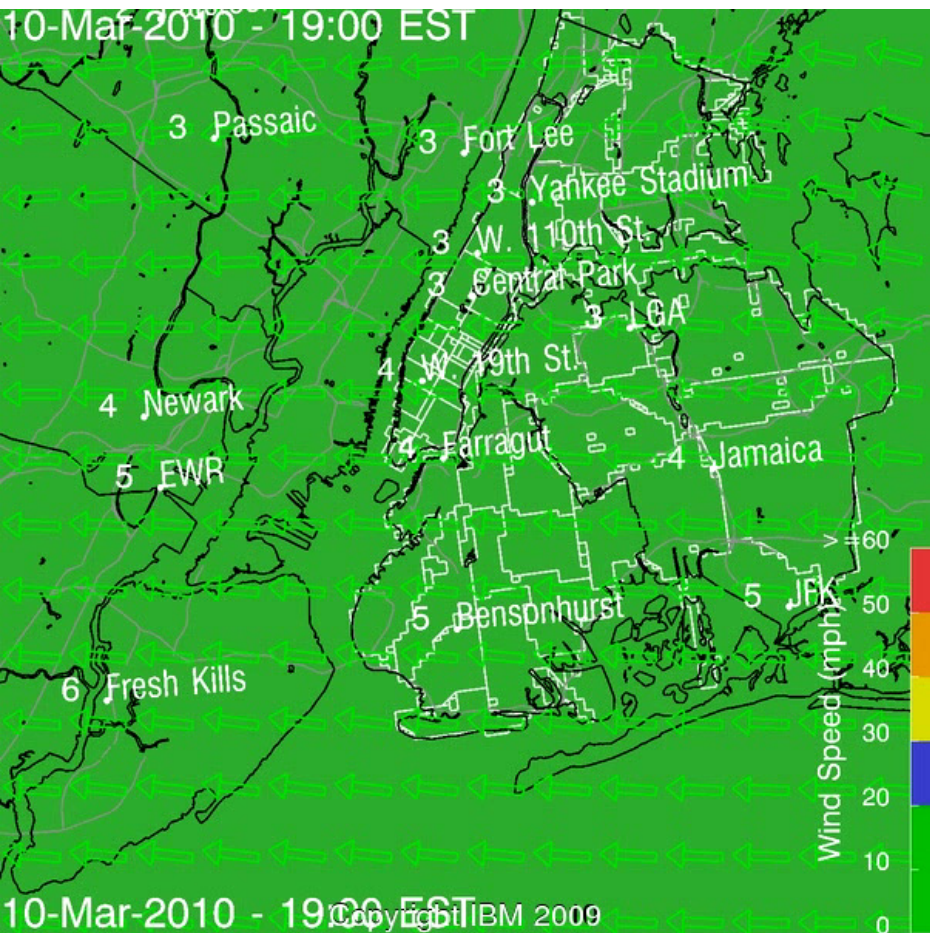 10-Mar-2010 - 19:00 EST
3 Passaic
3 Fort Lee
3 Yankee Stadium
3 W. 110th St.
3 Central Park
3 LGA
4 W. 19th St.
4 Newark
4 Farragut
4 Jamaica
5 EWR
>=60
5 JFK
50
5 Bensonhurst
40
6 Fresh Kills
30
20
10
0
Wind Speed (mph)
10-Mar-2010 - 19:00 EST
Copyright IBM 2009